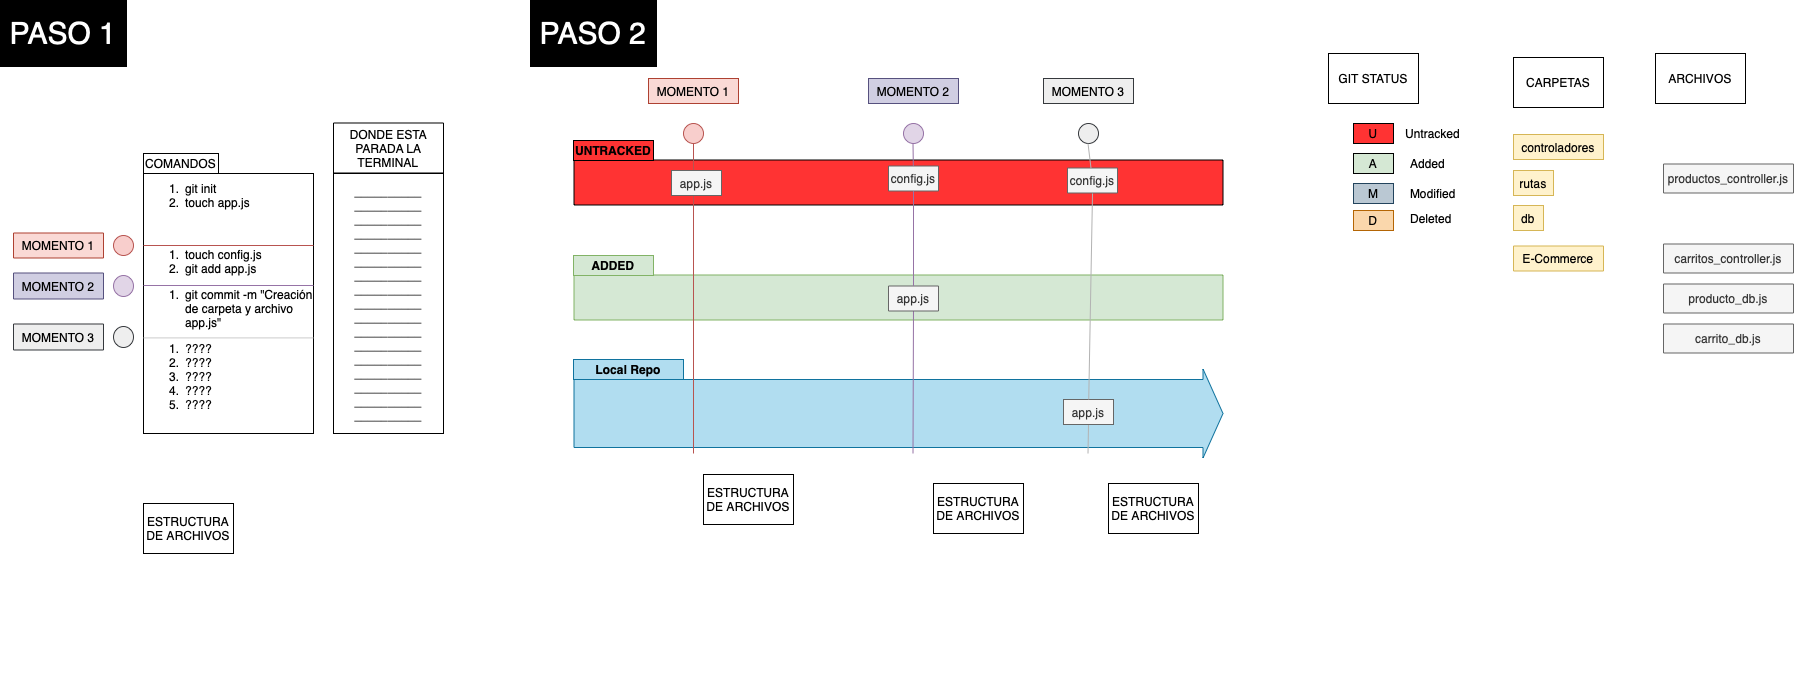 PASO 1
COMANDOS
1. git init
2. touch app.js
MOMENTO 1
1. touch config.js
2. git add app.js
MOMENTO 2
1. git commit -m "Creación
de carpeta y archivo
app.js"
MOMENTO 3
1. ????
2. ????
3. ????
4. ????
5. ????
DONDE ESTA
PARADA LA
TERMINAL
ESTRUCTURA
DE ARCHIVOS
PASO 2
MOMENTO 1
MOMENTO 2
MOMENTO 3
UNTRACKED
app.js
config.js
config.js
ADDED
app.js
Local Repo
app.js
ESTRUCTURA
DE ARCHIVOS
ESTRUCTURA
DE ARCHIVOS
ESTRUCTURA
DE ARCHIVOS
GIT STATUS
U Untracked
A Added
M Modified
D Deleted
CARPETAS
controladores
rutas
db
E-Commerce
ARCHIVOS
productos_controller.js
carritos_controller.js
producto_db.js
carrito_db.js